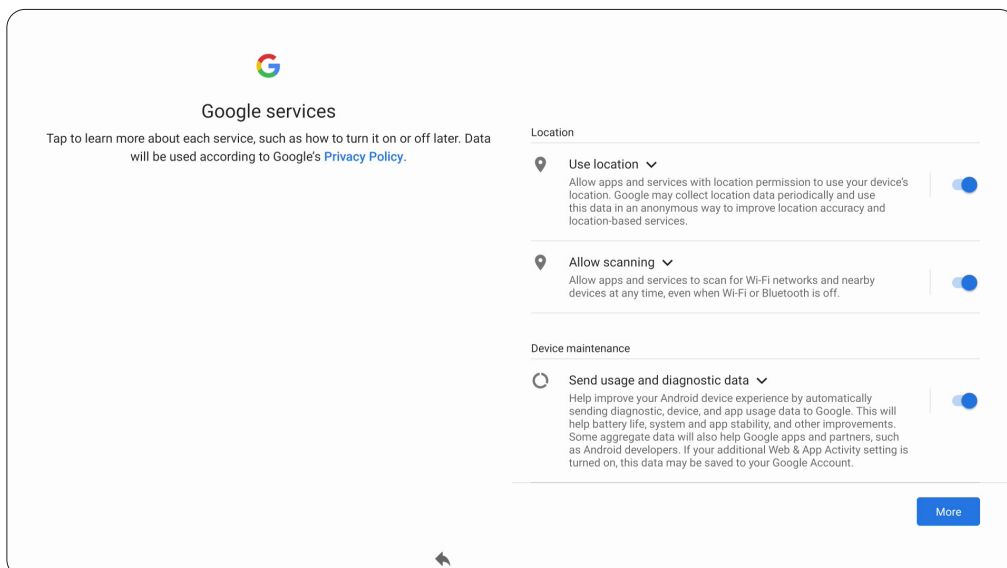 Google services
Tap to learn more about each service, such as how to turn it on or off later. Data
will be used according to Google's Privacy Policy.
Location
Use location
Allow apps and services with location permission to use your device's
location. Google may collect location data periodically and use
this data in an anonymous way to improve location accuracy and
location-based services.
Allow scanning
Allow apps and services to scan for Wi-Fi networks and nearby
devices at any time, even when Wi-Fi or Bluetooth is off.
Device maintenance
Send usage and diagnostic data
Help improve your Android device experience by automatically
sending diagnostic, device, and app usage data to Google. This will
help battery life, system and app stability, and other improvements.
Some aggregate data will also help Google apps and partners, such
as Android developers. If your additional Web & App Activity setting is
turned on, this data may be saved to your Google Account.
More